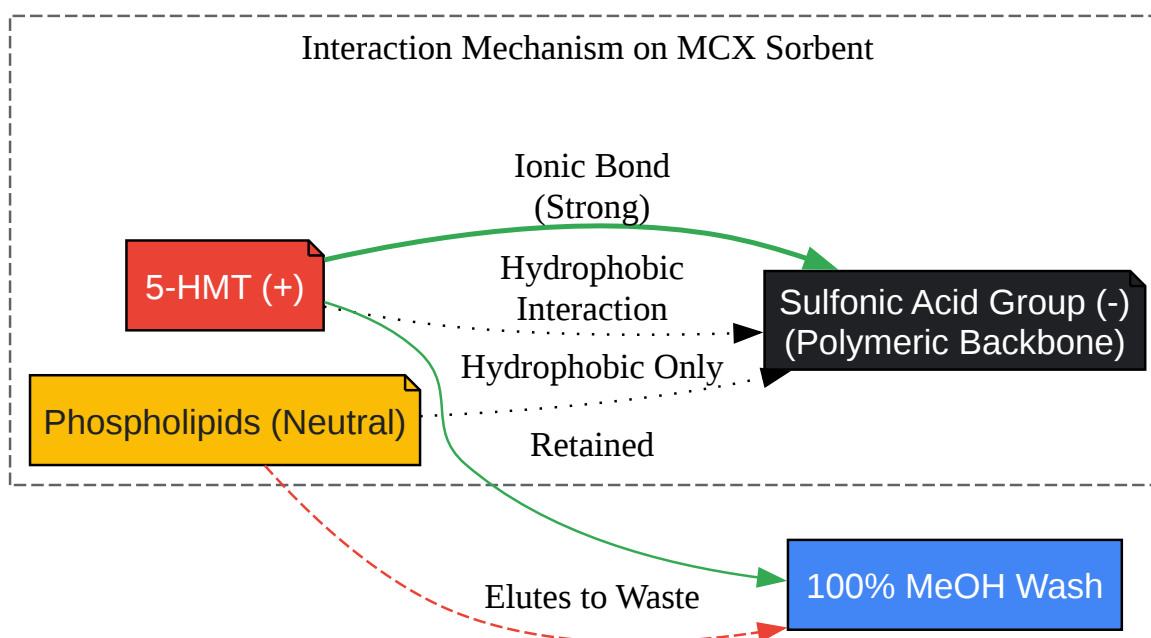 Interaction Mechanism on MCX Sorbent
Ionic Bond
(Strong)
5-HMT (+)
Hydrophobic
Interaction
Sulfonic Acid Group (-)
(Polymeric Backbone)
Hydrophobic Only
Phospholipids (Neutral)
Retained
100% MeOH Wash
Elutes to Waste